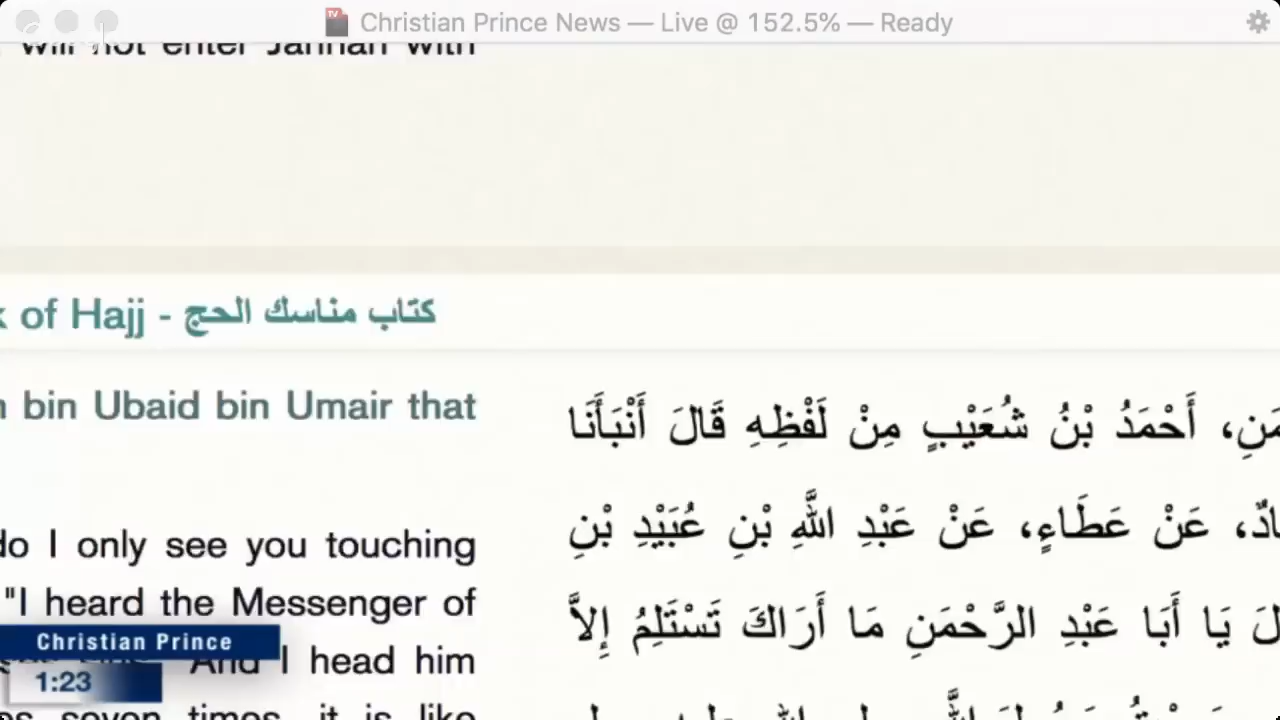 Christian Prince News — Live @ 152.5% — Ready
will not enter Jannah with
of Hajj - كتاب مناسك الحج
bin Ubaid bin Umair that
do I only see you touching
"I heard the Messenger of
And I head him
seven times, it is like
أَحْمَدُ بْنُ شُعَيْبٍ مِنْ لَفْظِهِ قَالَ أَنْبَأَنَا
عَنْ عَطَاءٍ، عَنْ عَبْدِ اللَّهِ بْنِ عُبَيْدِ بْنِ
يَا أَبَا عَبْدِ الرَّحْمَنِ مَا أَرَاكَ تَسْتَلِمُ إِلاَّ
Christian Prince
1:23